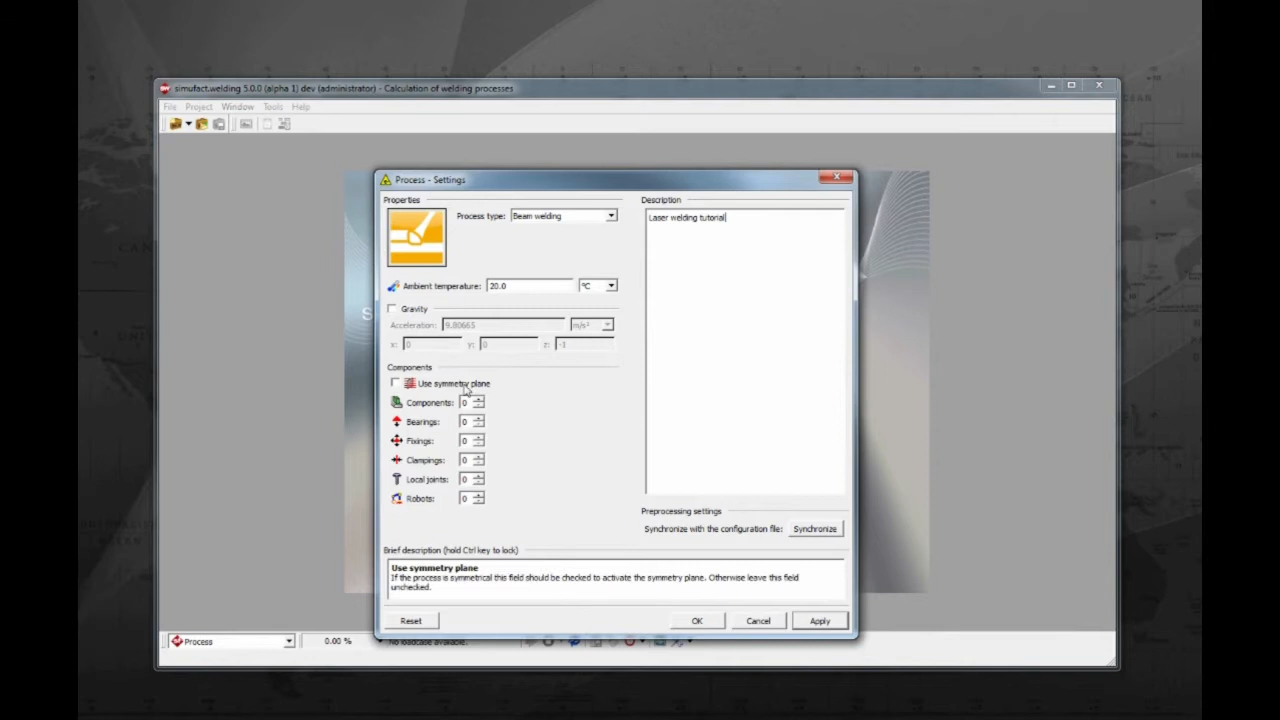 simufact.welding 5.0.0 (alpha 1) dev (administrator) - Calculation of welding processes
File Project Window Tools Help
Process - Settings
Properties
Process type: Beam welding
Ambient temperature: 20.0 °C
Gravity
Acceleration: 9.80665 m/s²
x: 0 y: 0 z: -1
Components
Use symmetry plane
Components: 0
Bearings: 0
Fixings: 0
Clampings: 0
Local joints: 0
Robots: 0
Description
Laser welding tutorial
Preprocessing settings
Synchronize with the configuration file: Synchronize
Brief description (hold Ctrl key to lock)
Use symmetry plane
If the process is symmetrical this field should be checked to activate the symmetry plane. Otherwise leave this field
unchecked.
Reset OK Cancel Apply
Process 0.00 % No loadcase available.